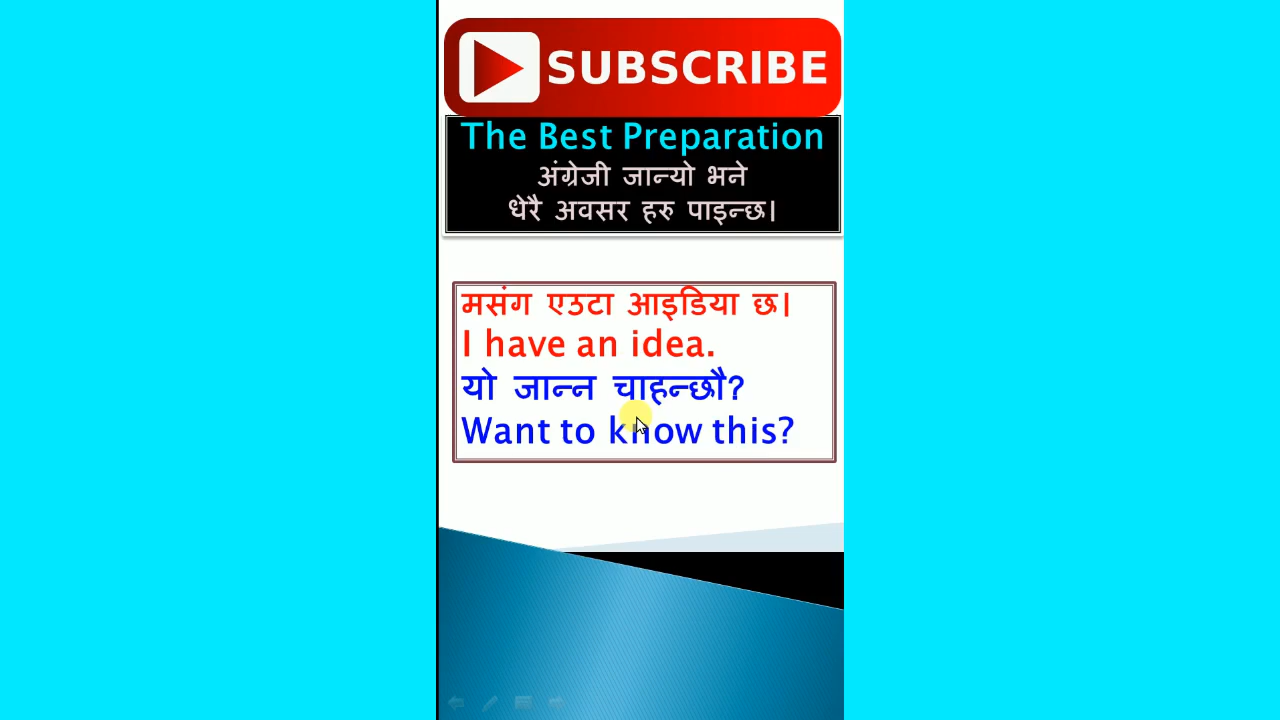 SUBSCRIBE
The Best Preparation
अंग्रेजी जान्यो भने
धेरै अवसर हरु पाइन्छ।
मसंग एउटा आइडिया छ।
I have an idea.
यो जान्न चाहन्छौ?
Want to know this?